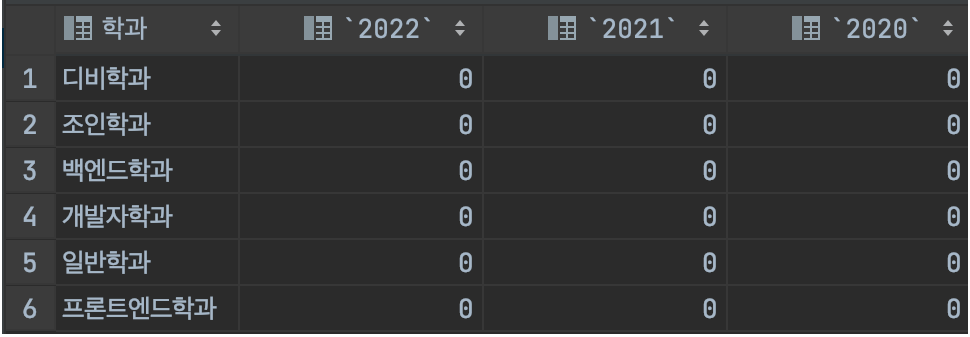 학과 `2022` `2021` `2020`
1 디비학과 0 0 0
2 조인학과 0 0 0
3 백엔드학과 0 0 0
4 개발자학과 0 0 0
5 일반학과 0 0 0
6 프론트엔드학과 0 0 0